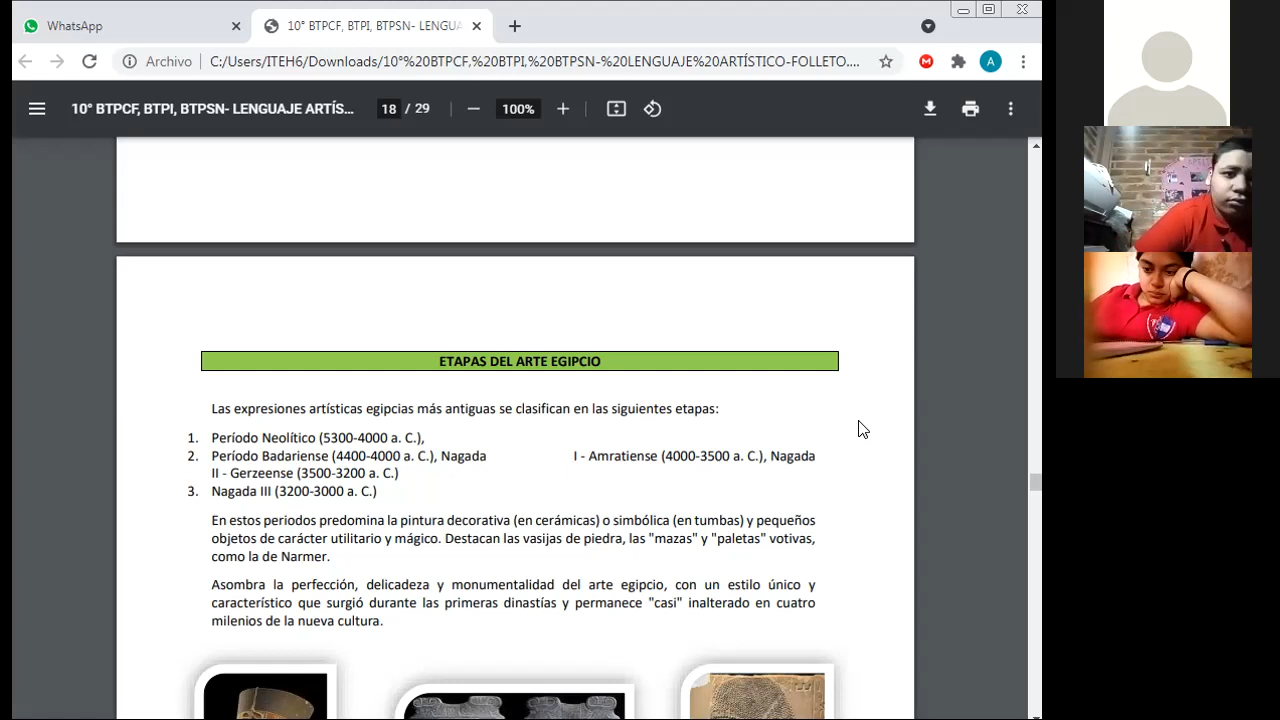 WhatsApp
10° BTPCF, BTPI, BTPSN- LENGUA
Archivo
C:/Users/ITEH6/Downloads/10°%20BTPCF,%20BTPI,%20BTPSN-%20LENGUAJE%20ARTÍSTICO-FOLLETO....
M
A
10° BTPCF, BTPI, BTPSN- LENGUAJE ARTÍS...
18 / 29
100%
ETAPAS DEL ARTE EGIPCIO
Las expresiones artísticas egipcias más antiguas se clasifican en las siguientes etapas:
1. Período Neolítico (5300-4000 a. C.),
2. Período Badariense (4400-4000 a. C.), Nagada I - Amratiense (4000-3500 a. C.), Nagada
II - Gerzeense (3500-3200 a. C.)
3. Nagada III (3200-3000 a. C.)
En estos periodos predomina la pintura decorativa (en cerámicas) o simbólica (en tumbas) y pequeños
objetos de carácter utilitario y mágico. Destacan las vasijas de piedra, las "mazas" y "paletas" votivas,
como la de Narmer.
Asombra la perfección, delicadeza y monumentalidad del arte egipcio, con un estilo único y
característico que surgió durante las primeras dinastías y permanece "casi" inalterado en cuatro
milenios de la nueva cultura.